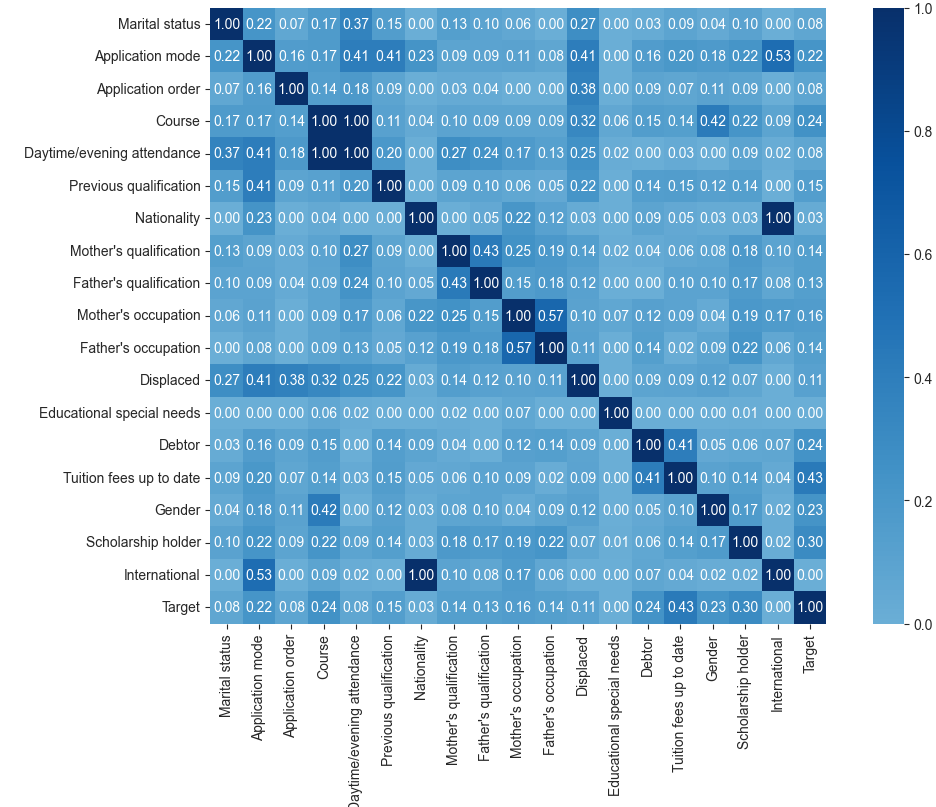 Marital status 1.00 0.22 0.07 0.17 0.37 0.15 0.00 0.13 0.10 0.06 0.00 0.27 0.00 0.03 0.09 0.04 0.10 0.00 0.08
Application mode 0.22 1.00 0.16 0.17 0.41 0.41 0.23 0.09 0.09 0.11 0.08 0.41 0.00 0.16 0.20 0.18 0.22 0.53 0.22
Application order 0.07 0.16 1.00 0.14 0.18 0.09 0.00 0.03 0.04 0.00 0.00 0.38 0.00 0.09 0.07 0.11 0.09 0.00 0.08
Course 0.17 0.17 0.14 1.00 1.00 0.11 0.04 0.10 0.09 0.09 0.09 0.32 0.06 0.15 0.14 0.42 0.22 0.09 0.24
Daytime/evening attendance 0.37 0.41 0.18 1.00 1.00 0.20 0.00 0.27 0.24 0.17 0.13 0.25 0.02 0.00 0.03 0.00 0.09 0.02 0.08
Previous qualification 0.15 0.41 0.09 0.11 0.20 1.00 0.00 0.09 0.10 0.06 0.05 0.22 0.00 0.14 0.15 0.12 0.14 0.00 0.15
Nationality 0.00 0.23 0.00 0.04 0.00 0.00 1.00 0.00 0.05 0.22 0.12 0.03 0.00 0.09 0.05 0.03 0.03 1.00 0.03
Mother's qualification 0.13 0.09 0.03 0.10 0.27 0.09 0.00 1.00 0.43 0.25 0.19 0.14 0.02 0.04 0.06 0.08 0.18 0.10 0.14
Father's qualification 0.10 0.09 0.04 0.09 0.24 0.10 0.05 0.43 1.00 0.15 0.18 0.12 0.00 0.00 0.10 0.10 0.17 0.08 0.13
Mother's occupation 0.06 0.11 0.00 0.09 0.17 0.06 0.22 0.25 0.15 1.00 0.57 0.10 0.07 0.12 0.09 0.04 0.19 0.17 0.16
Father's occupation 0.00 0.08 0.00 0.09 0.13 0.05 0.12 0.19 0.18 0.57 1.00 0.11 0.00 0.14 0.02 0.09 0.22 0.06 0.14
Displaced 0.27 0.41 0.38 0.32 0.25 0.22 0.03 0.14 0.12 0.10 0.11 1.00 0.00 0.09 0.09 0.12 0.07 0.00 0.11
Educational special needs 0.00 0.00 0.00 0.06 0.02 0.00 0.00 0.02 0.00 0.07 0.00 0.00 1.00 0.00 0.00 0.00 0.01 0.00 0.00
Debtor 0.03 0.16 0.09 0.15 0.00 0.14 0.09 0.04 0.00 0.12 0.14 0.09 0.00 1.00 0.41 0.05 0.06 0.07 0.24
Tuition fees up to date 0.09 0.20 0.07 0.14 0.03 0.15 0.05 0.06 0.10 0.09 0.02 0.09 0.00 0.41 1.00 0.10 0.14 0.04 0.43
Gender 0.04 0.18 0.11 0.42 0.00 0.12 0.03 0.08 0.10 0.04 0.09 0.12 0.00 0.05 0.10 1.00 0.17 0.02 0.23
Scholarship holder 0.10 0.22 0.09 0.22 0.09 0.14 0.03 0.18 0.17 0.19 0.22 0.07 0.01 0.06 0.14 0.17 1.00 0.02 0.30
International 0.00 0.53 0.00 0.09 0.02 0.00 1.00 0.10 0.08 0.17 0.06 0.00 0.00 0.07 0.04 0.02 0.02 1.00 0.00
Target 0.08 0.22 0.08 0.24 0.08 0.15 0.03 0.14 0.13 0.16 0.14 0.11 0.00 0.24 0.43 0.23 0.30 0.00 1.00
Marital status
Application mode
Application order
Course
Daytime/evening attendance
Previous qualification
Nationality
Mother's qualification
Father's qualification
Mother's occupation
Father's occupation
Displaced
Educational special needs
Debtor
Tuition fees up to date
Gender
Scholarship holder
International
Target
1.0
0.8
0.6
0.4
0.2
0.0